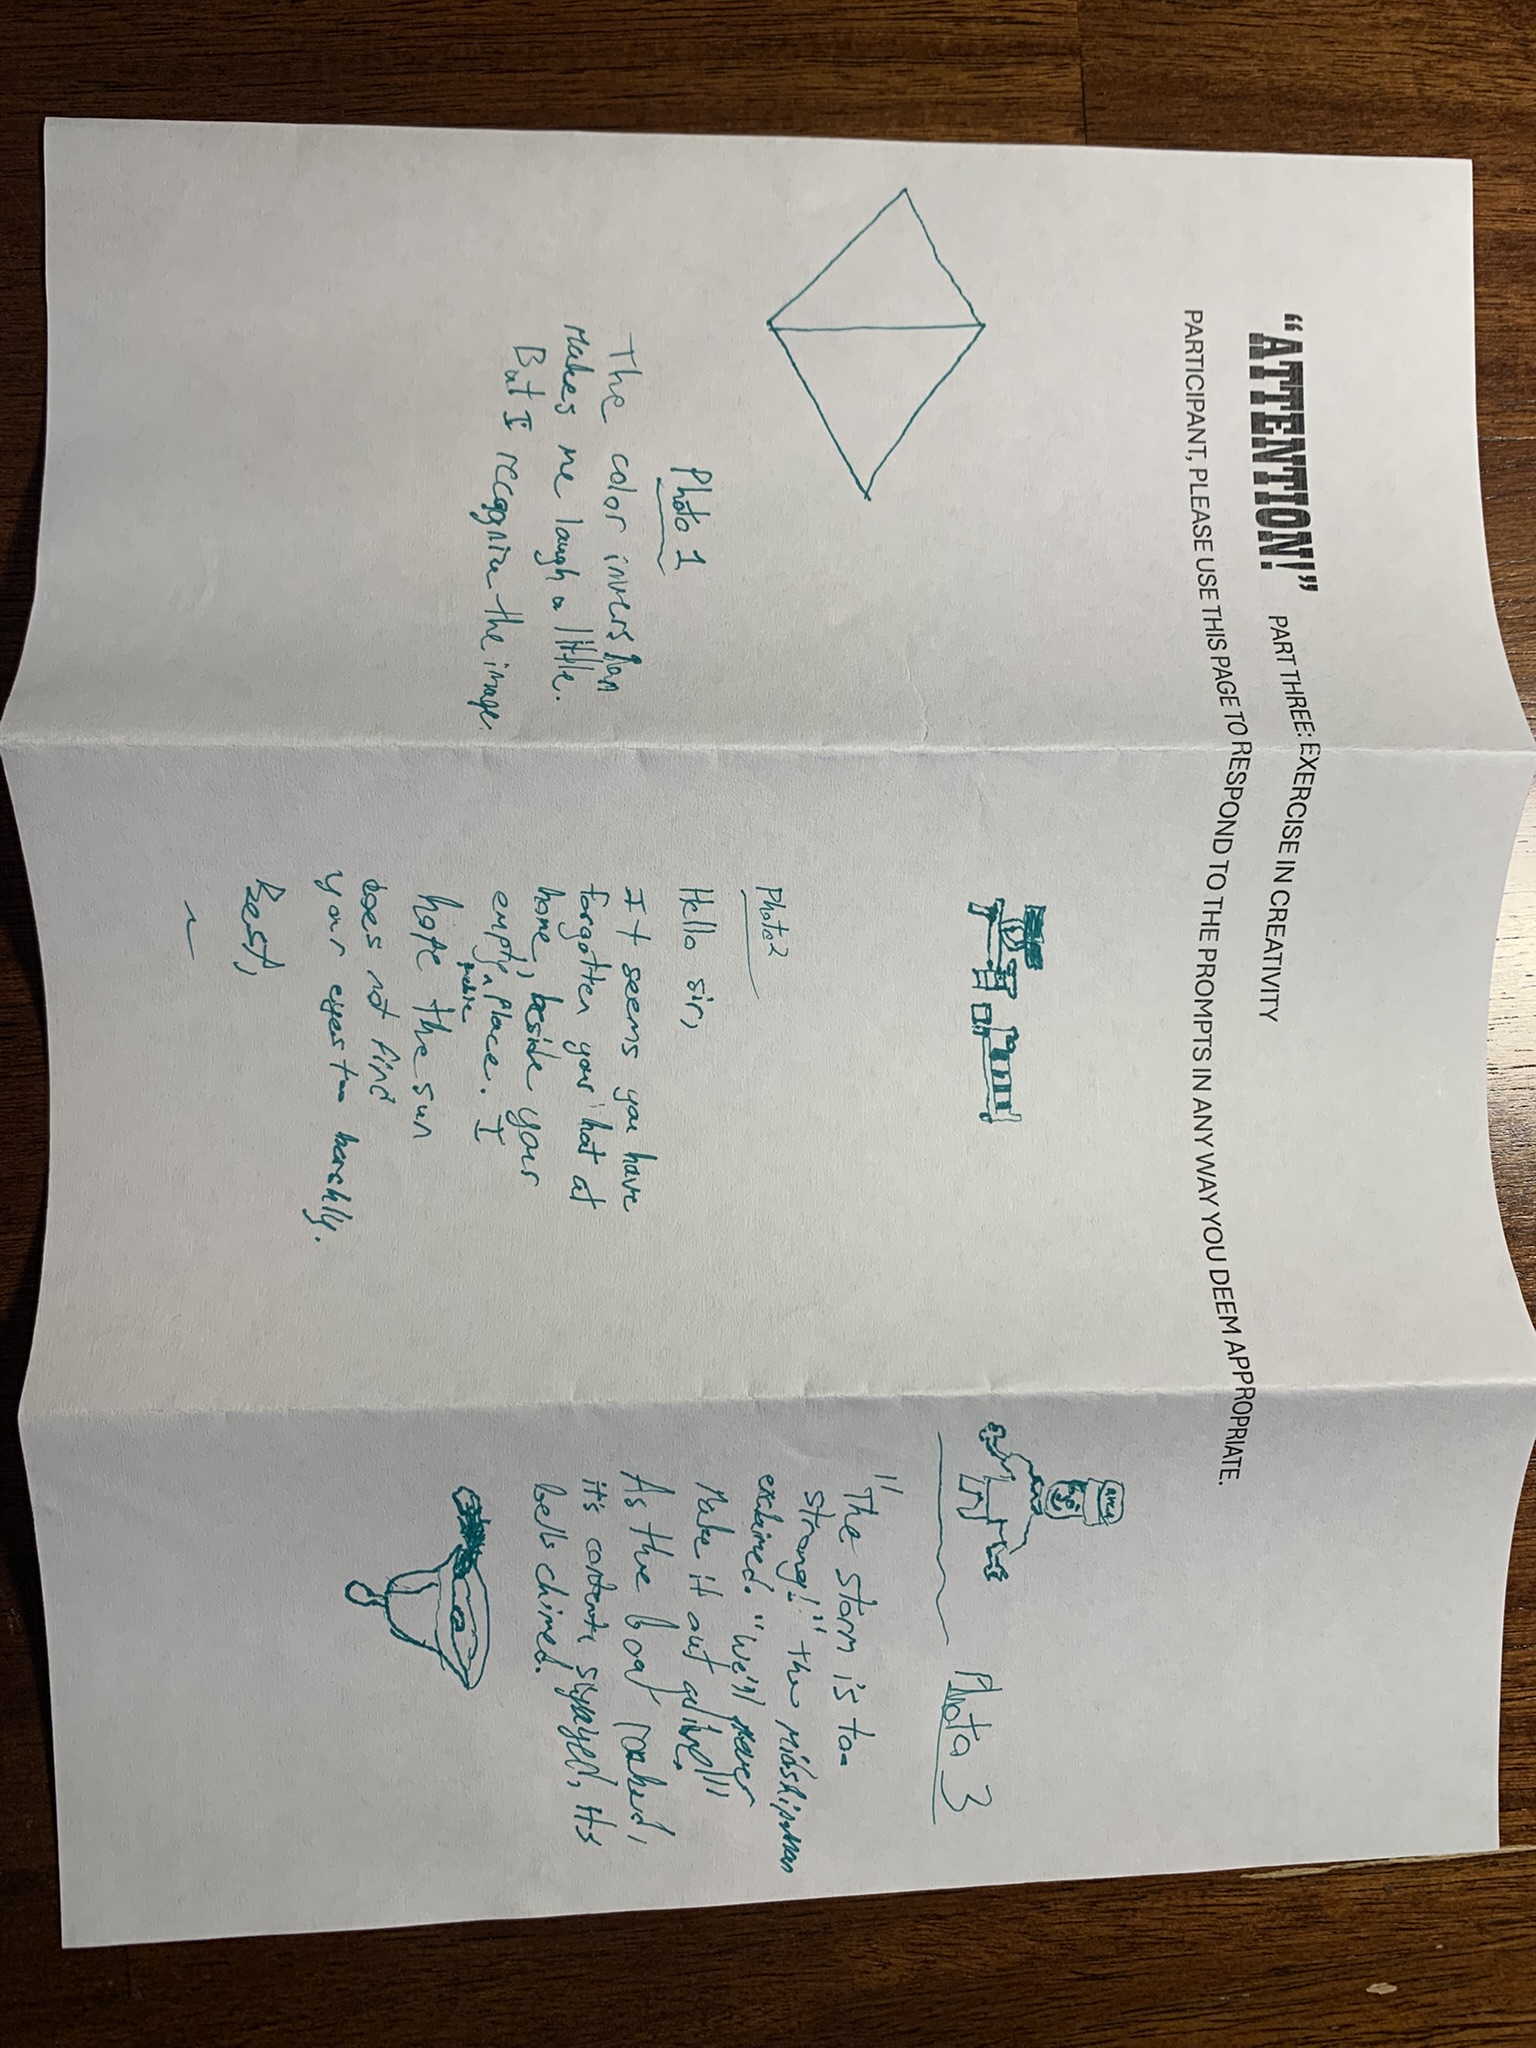 “ATTENTION!” PART THREE: EXERCISE IN CREATIVITY
PARTICIPANT, PLEASE USE THIS PAGE TO RESPOND TO THE PROMPTS IN ANY WAY YOU DEEM APPROPRIATE.
Photo 1
The color inversion
makes me laugh a little.
But I recognize the image.
Photo 2
Hello sir,
It seems you have
forgotten your hat at
home, beside your
empty place. I
hope the sun
does not find
your eyes too harshly.
Best,
~
Photo 3
"The storm is too
strong!" the midshipman
exclaimed. "We'll never
make it out alive!"
As the boat rocked,
it's contents swayed, its
bells chimed.